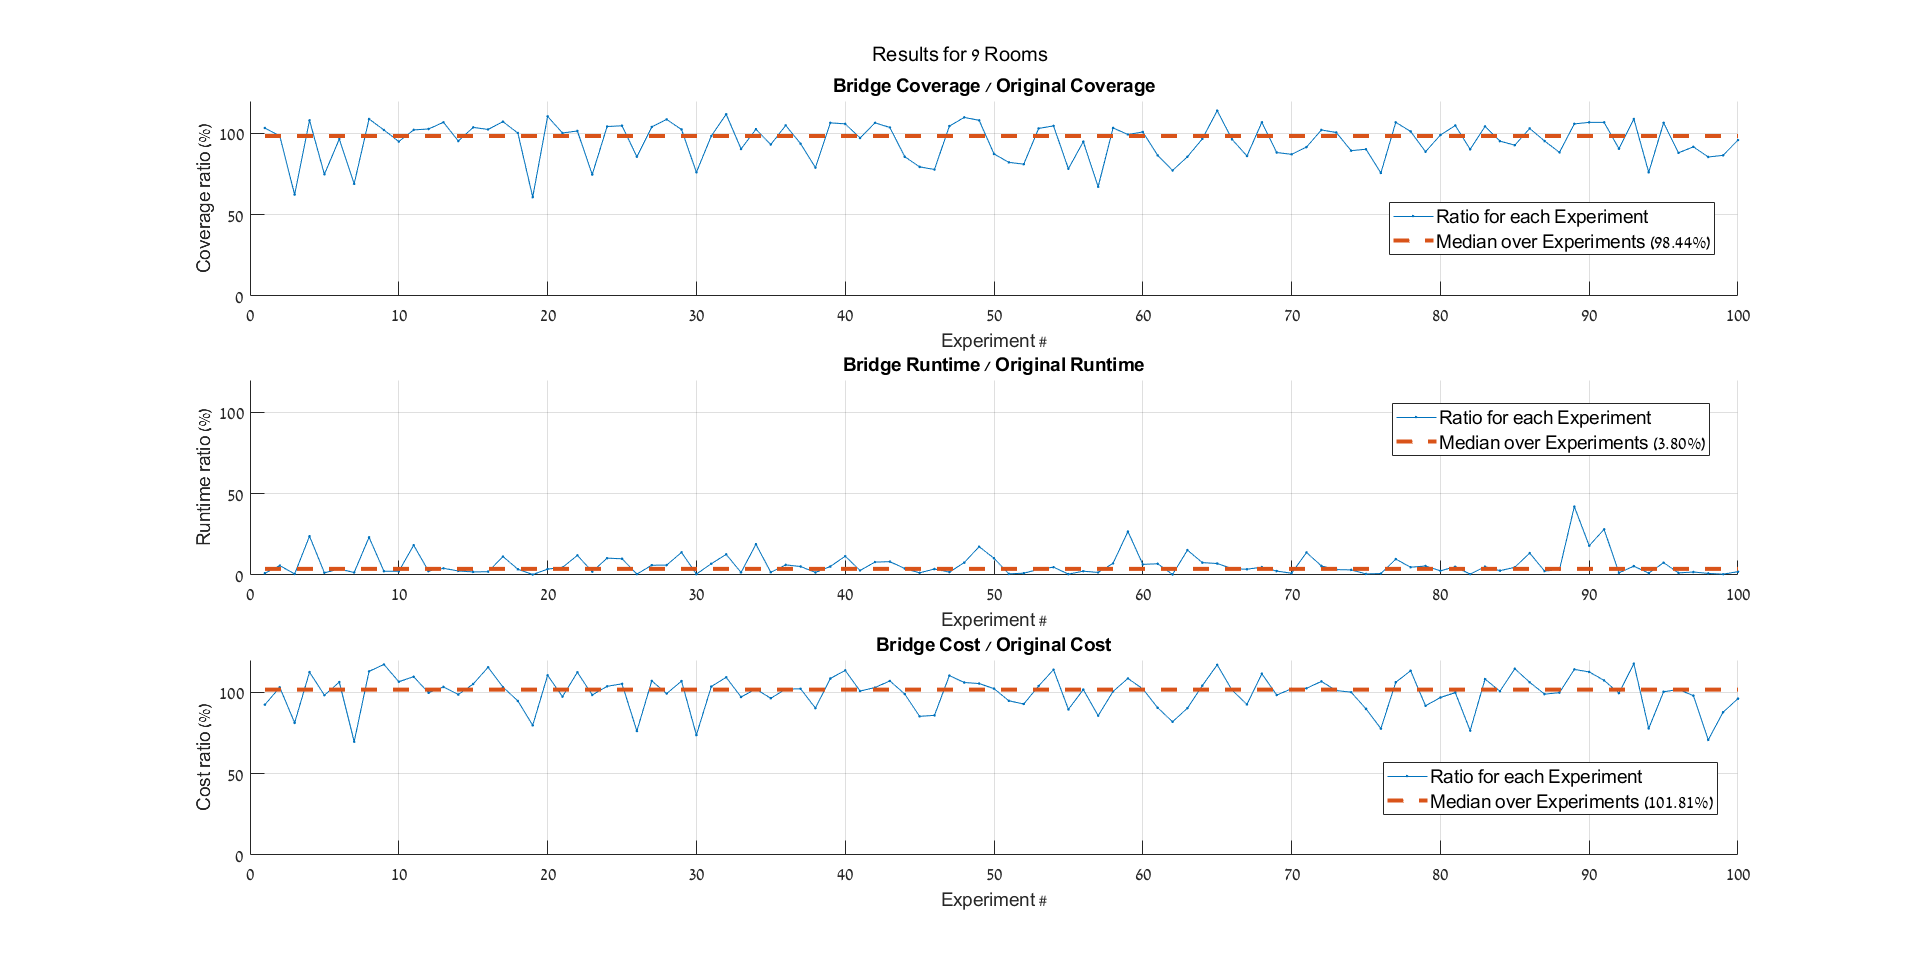 Results for 9 Rooms
Bridge Coverage / Original Coverage
Coverage ratio (%)
100
50
0
Ratio for each Experiment
Median over Experiments (98.44%)
0 10 20 30 40 50 60 70 80 90 100
Experiment #
Bridge Runtime / Original Runtime
Runtime ratio (%)
100
50
0
Ratio for each Experiment
Median over Experiments (3.80%)
0 10 20 30 40 50 60 70 80 90 100
Experiment #
Bridge Cost / Original Cost
Cost ratio (%)
100
50
0
Ratio for each Experiment
Median over Experiments (101.81%)
0 10 20 30 40 50 60 70 80 90 100
Experiment #